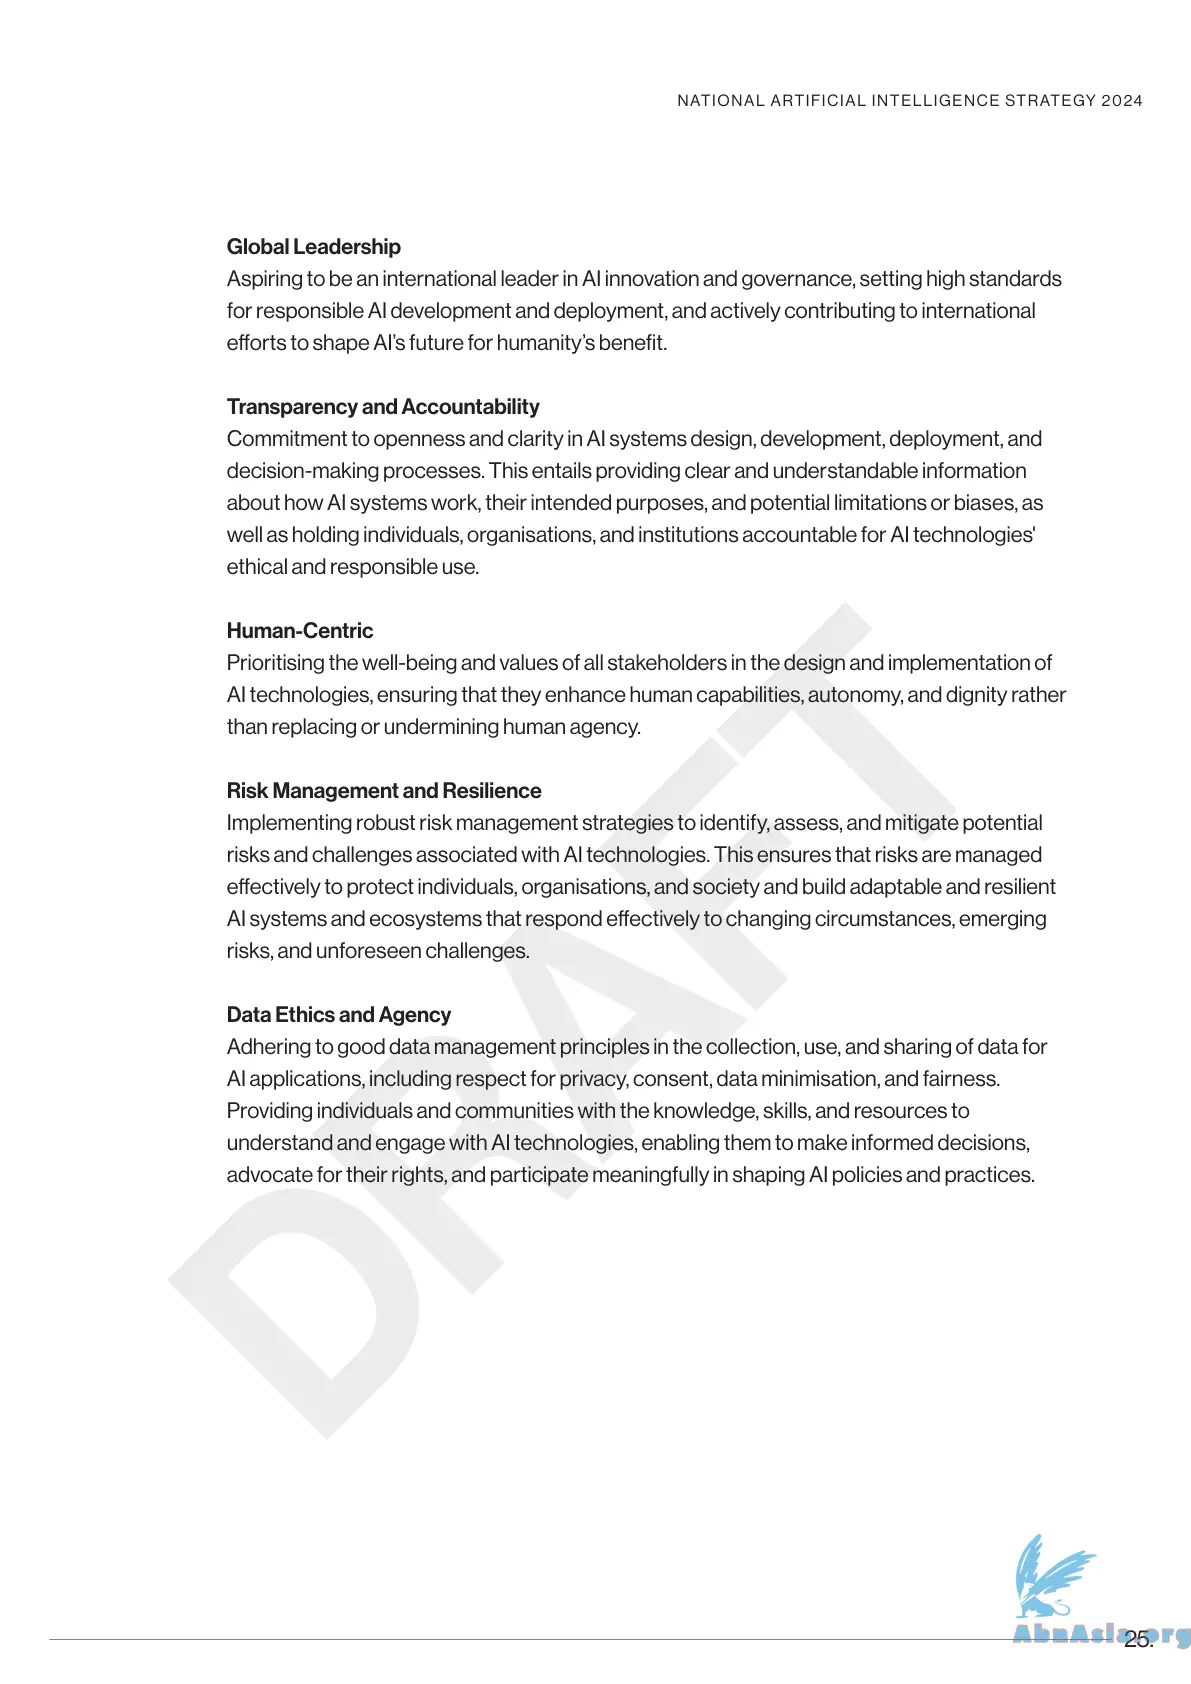 NATIONAL ARTIFICIAL INTELLIGENCE STRATEGY 2024
Global Leadership
Aspiring to be an international leader in AI innovation and governance, setting high standards
for responsible AI development and deployment, and actively contributing to international
efforts to shape AI’s future for humanity’s benefit.
Transparency and Accountability
Commitment to openness and clarity in AI systems design, development, deployment, and
decision-making processes. This entails providing clear and understandable information
about how AI systems work, their intended purposes, and potential limitations or biases, as
well as holding individuals, organisations, and institutions accountable for AI technologies'
ethical and responsible use.
Human-Centric
Prioritising the well-being and values of all stakeholders in the design and implementation of
AI technologies, ensuring that they enhance human capabilities, autonomy, and dignity rather
than replacing or undermining human agency.
Risk Management and Resilience
Implementing robust risk management strategies to identify, assess, and mitigate potential
risks and challenges associated with AI technologies. This ensures that risks are managed
effectively to protect individuals, organisations, and society and build adaptable and resilient
AI systems and ecosystems that respond effectively to changing circumstances, emerging
risks, and unforeseen challenges.
Data Ethics and Agency
Adhering to good data management principles in the collection, use, and sharing of data for
AI applications, including respect for privacy, consent, data minimisation, and fairness.
Providing individuals and communities with the knowledge, skills, and resources to
understand and engage with AI technologies, enabling them to make informed decisions,
advocate for their rights, and participate meaningfully in shaping AI policies and practices.
DRAFT
AbnAsia.org
25.